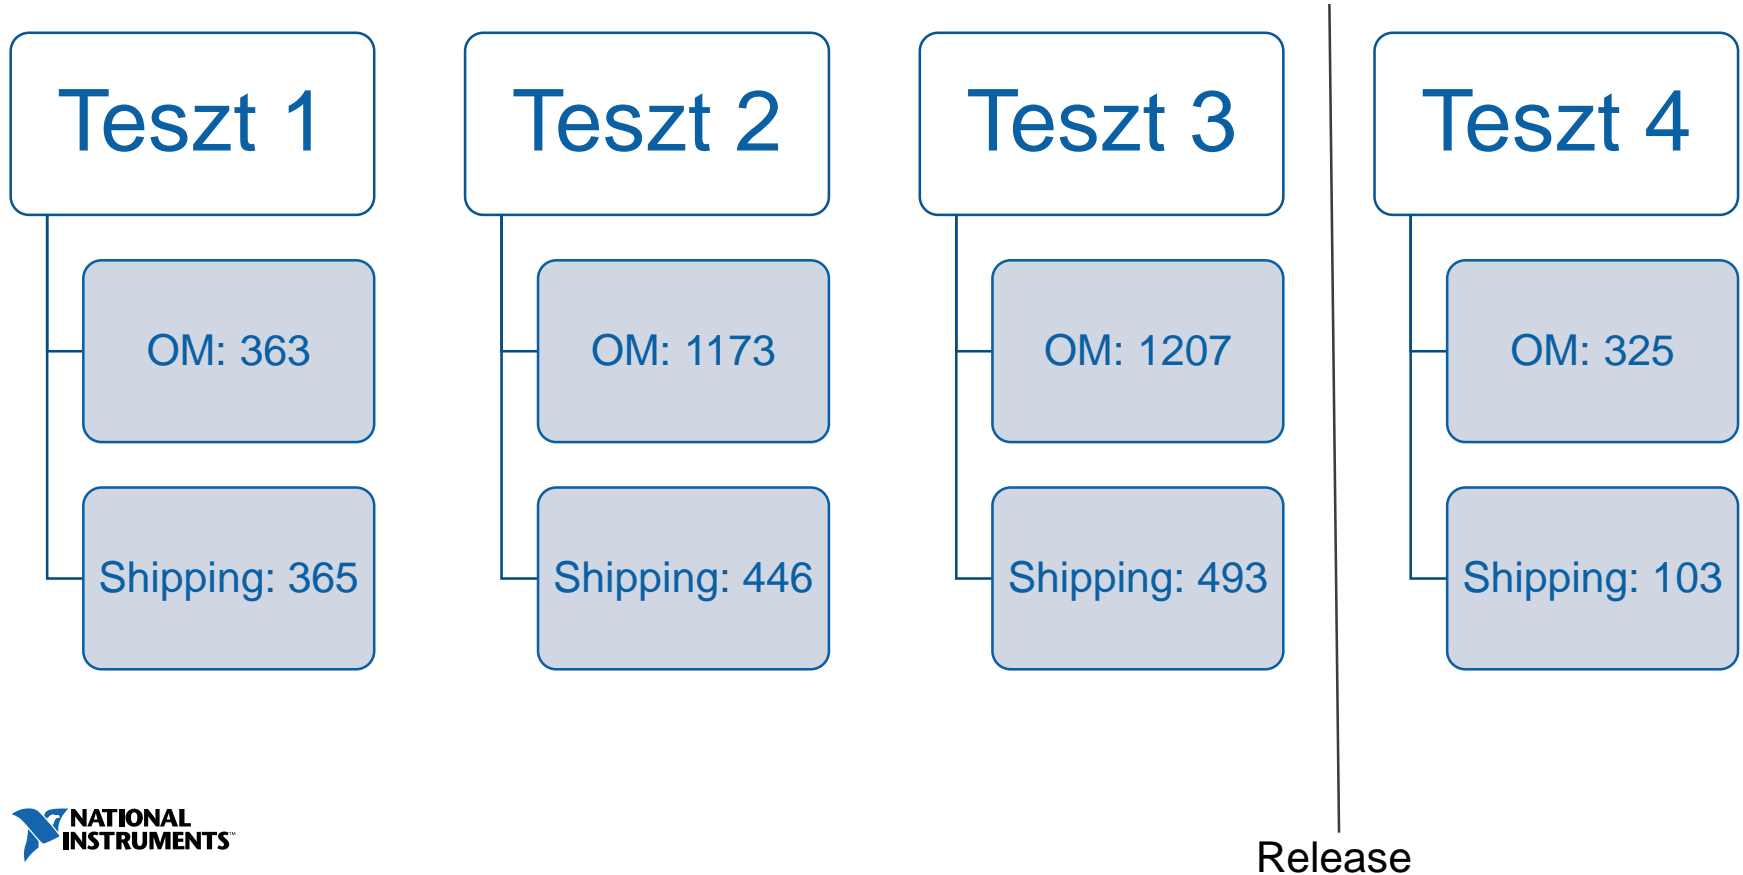 Teszt 1
OM: 363
Shipping: 365
Teszt 2
OM: 1173
Shipping: 446
Teszt 3
OM: 1207
Shipping: 493
Teszt 4
OM: 325
Shipping: 103
NATIONAL
INSTRUMENTS™
Release